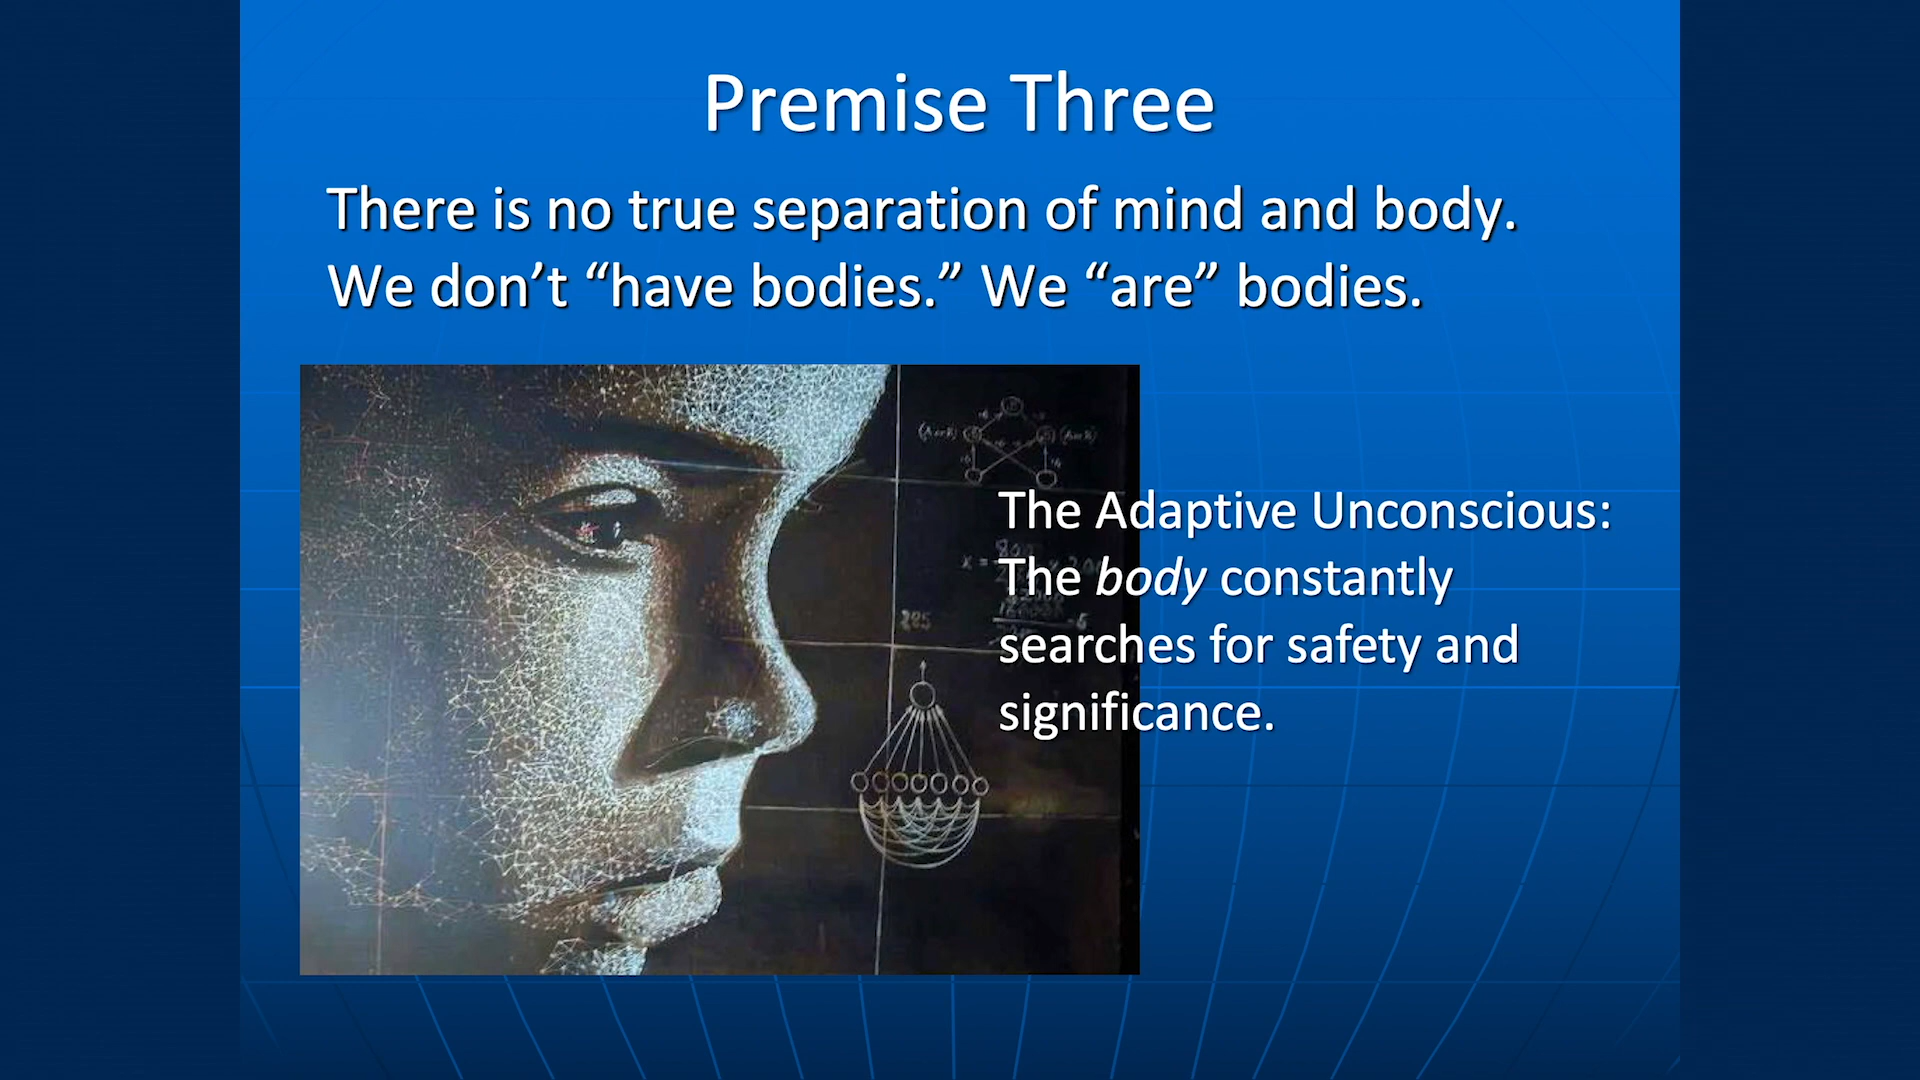 Premise Three
There is no true separation of mind and body.
We don’t “have bodies.” We “are” bodies.
The Adaptive Unconscious:
The body constantly
searches for safety and
significance.